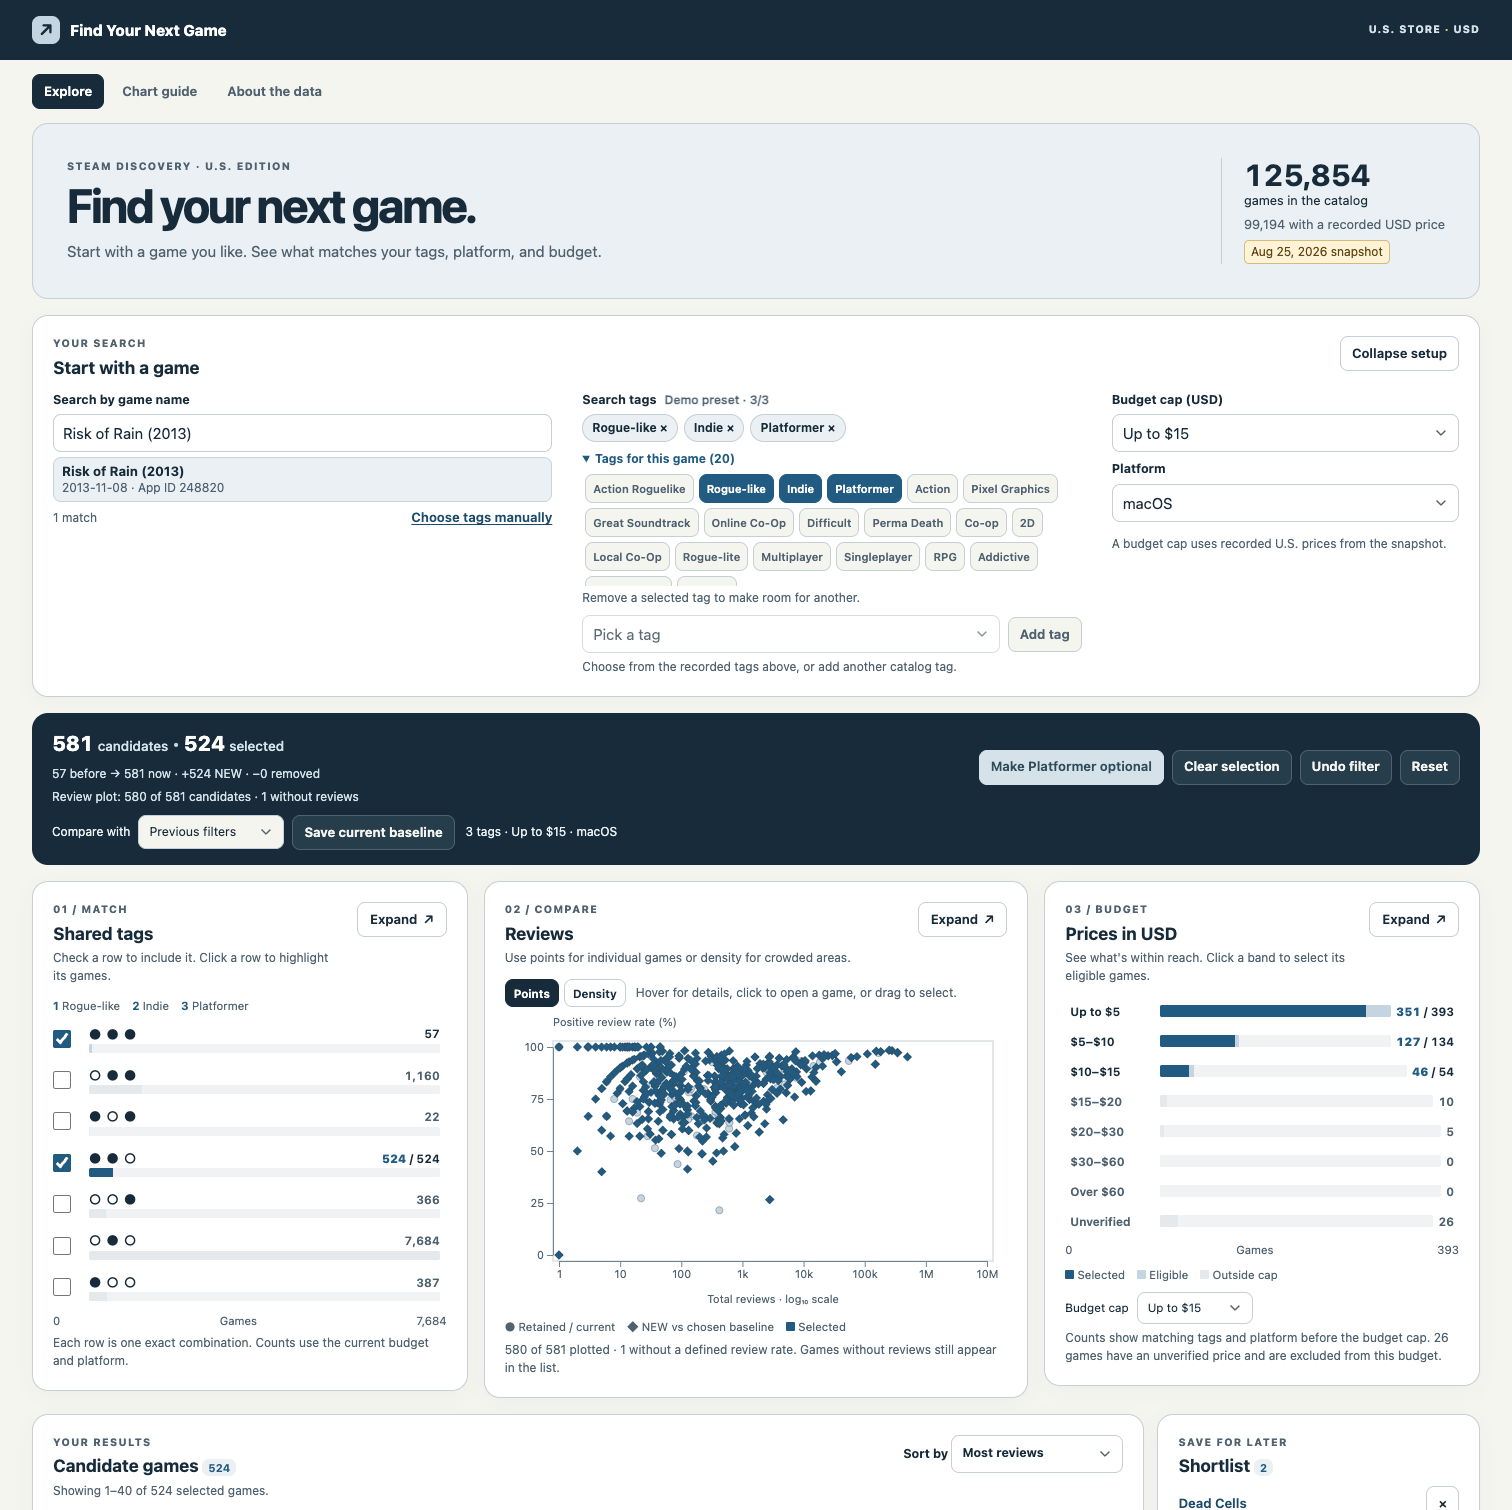 Find Your Next Game
U.S. STORE · USD
Explore
Chart guide
About the data
STEAM DISCOVERY · U.S. EDITION
Find your next game.
Start with a game you like. See what matches your tags, platform, and budget.
125,854
games in the catalog
99,194 with a recorded USD price
Aug 25, 2026 snapshot
YOUR SEARCH
Start with a game
Collapse setup
Search by game name
Risk of Rain (2013)
Risk of Rain (2013)
2013-11-08 · App ID 248820
1 match
Choose tags manually
Search tags Demo preset · 3/3
Rogue-like × Indie × Platformer ×
▼ Tags for this game (20)
Action Roguelike Rogue-like Indie Platformer Action Pixel Graphics
Great Soundtrack Online Co-Op Difficult Perma Death Co-op 2D
Local Co-Op Rogue-lite Multiplayer Singleplayer RPG Addictive
Remove a selected tag to make room for another.
Pick a tag
Add tag
Choose from the recorded tags above, or add another catalog tag.
Budget cap (USD)
Up to $15
Platform
macOS
A budget cap uses recorded U.S. prices from the snapshot.
581 candidates • 524 selected
57 before → 581 now · +524 NEW · −0 removed
Review plot: 580 of 581 candidates · 1 without reviews
Compare with Previous filters Save current baseline 3 tags · Up to $15 · macOS
Make Platformer optional Clear selection Undo filter Reset
01 / MATCH
Shared tags
Expand ↗
Check a row to include it. Click a row to highlight
its games.
1 Rogue-like 2 Indie 3 Platformer
57
1,160
22
524 / 524
366
7,684
387
0 Games 7,684
Each row is one exact combination. Counts use the current budget
and platform.
02 / COMPARE
Reviews
Expand ↗
Use points for individual games or density for crowded areas.
Points Density Hover for details, click to open a game, or drag to select.
Positive review rate (%)
100
75
50
25
0
1 10 100 1k 10k 100k 1M 10M
Total reviews · log₁₀ scale
Retained / current NEW vs chosen baseline Selected
580 of 581 plotted · 1 without a defined review rate. Games without reviews still appear
in the list.
03 / BUDGET
Prices in USD
Expand ↗
See what's within reach. Click a band to select its
eligible games.
Up to $5 351 / 393
$5–$10 127 / 134
$10–$15 46 / 54
$15–$20 10
$20–$30 5
$30–$60 0
Over $60 0
Unverified 26
0 Games 393
Selected Eligible Outside cap
Budget cap Up to $15
Counts show matching tags and platform before the budget cap. 26
games have an unverified price and are excluded from this budget.
YOUR RESULTS
Candidate games 524
Showing 1–40 of 524 selected games.
Sort by Most reviews
SAVE FOR LATER
Shortlist 2
Dead Cells ×